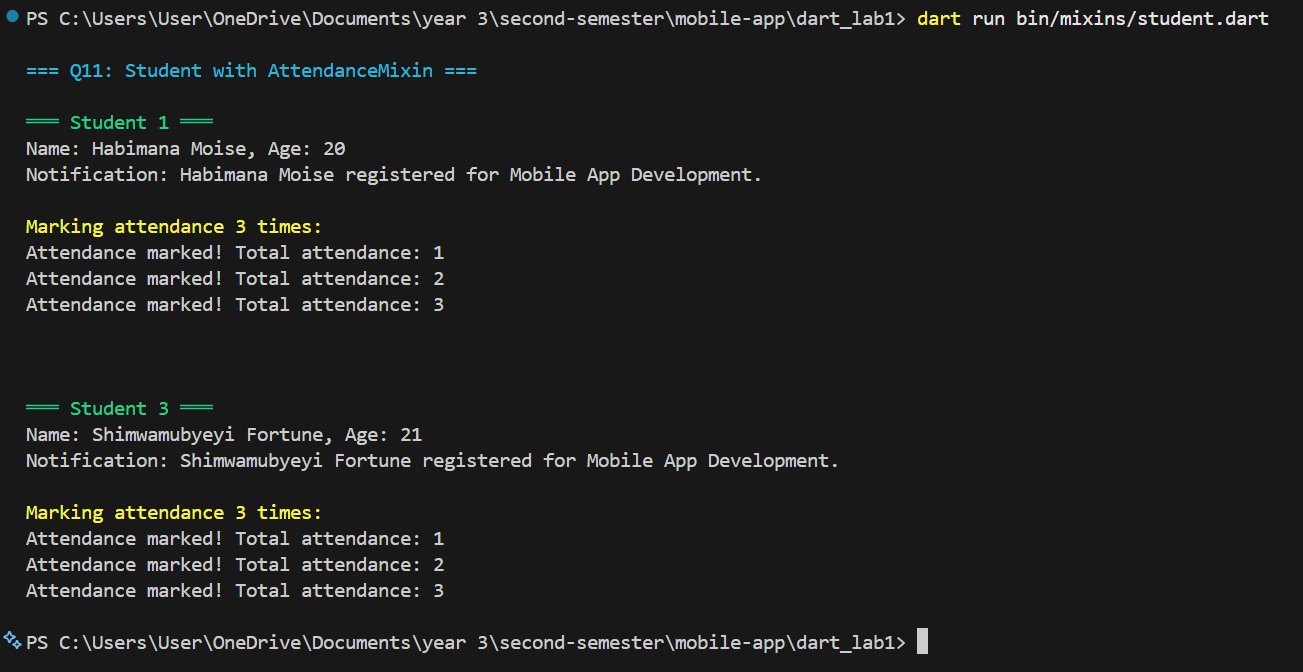 PS C:\Users\User\OneDrive\Documents\year 3\second-semester\mobile-app\dart_lab1> dart run bin/mixins/student.dart
=== Q11: Student with AttendanceMixin ===
═══ Student 1 ═══
Name: Habimana Moise, Age: 20
Notification: Habimana Moise registered for Mobile App Development.
Marking attendance 3 times:
Attendance marked! Total attendance: 1
Attendance marked! Total attendance: 2
Attendance marked! Total attendance: 3
═══ Student 3 ═══
Name: Shimwamubyeyi Fortune, Age: 21
Notification: Shimwamubyeyi Fortune registered for Mobile App Development.
Marking attendance 3 times:
Attendance marked! Total attendance: 1
Attendance marked! Total attendance: 2
Attendance marked! Total attendance: 3
PS C:\Users\User\OneDrive\Documents\year 3\second-semester\mobile-app\dart_lab1>